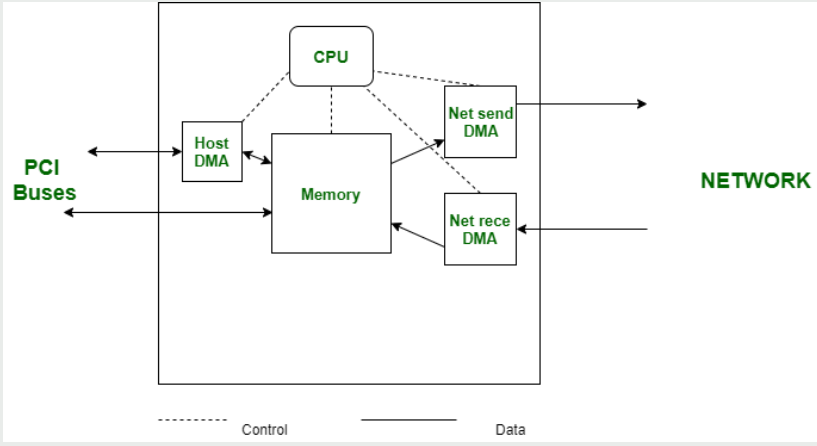 CPU
Host
DMA
Net send
DMA
PCI
Buses
Memory
NETWORK
Net rece
DMA
Control
Data